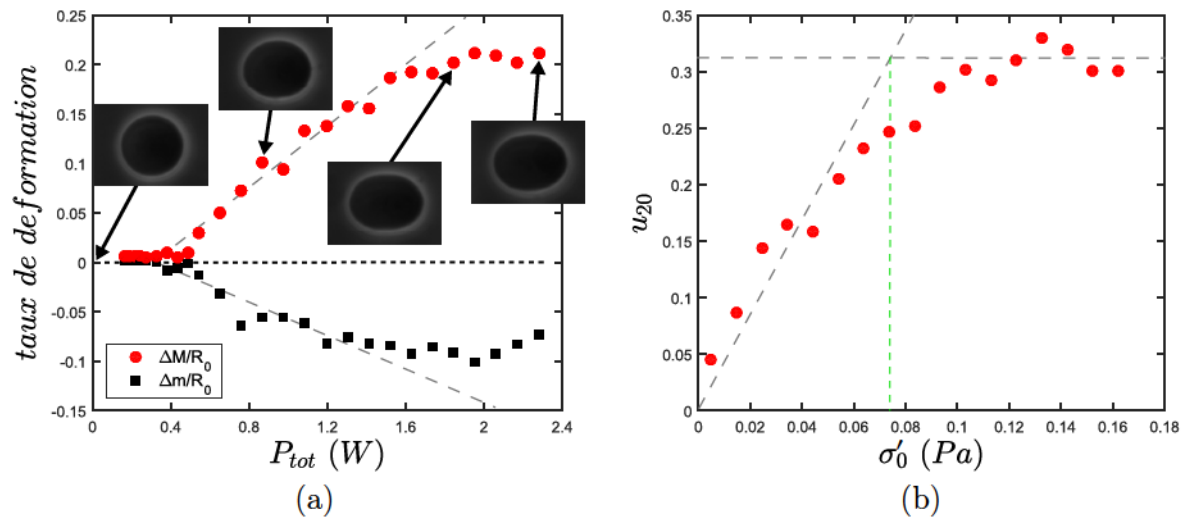 0.25
0.2
0.15
0.1
0.05
0
-0.05
-0.1
-0.15
taux de deformation
ΔM/R₀
Δm/R₀
0 0.4 0.8 1.2 1.6 2 2.4
P_tot (W)
(a)
0.35
0.3
0.25
0.2
0.15
0.1
0.05
0
u₂₀
0 0.02 0.04 0.06 0.08 0.1 0.12 0.14 0.16 0.18
σ′₀ (Pa)
(b)